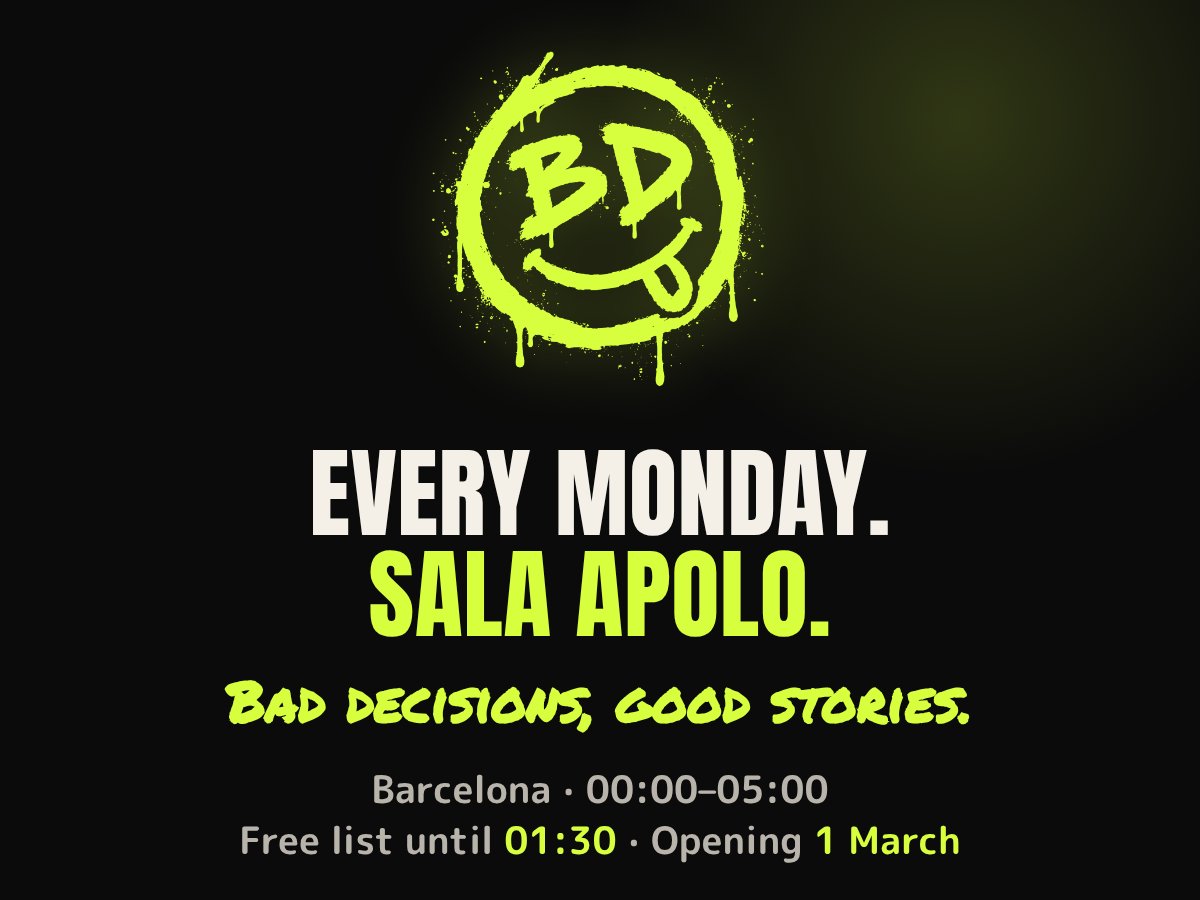 BD
EVERY MONDAY.
SALA APOLO.
BAD DECISIONS, GOOD STORIES.
Barcelona · 00:00–05:00
Free list until 01:30 · Opening 1 March